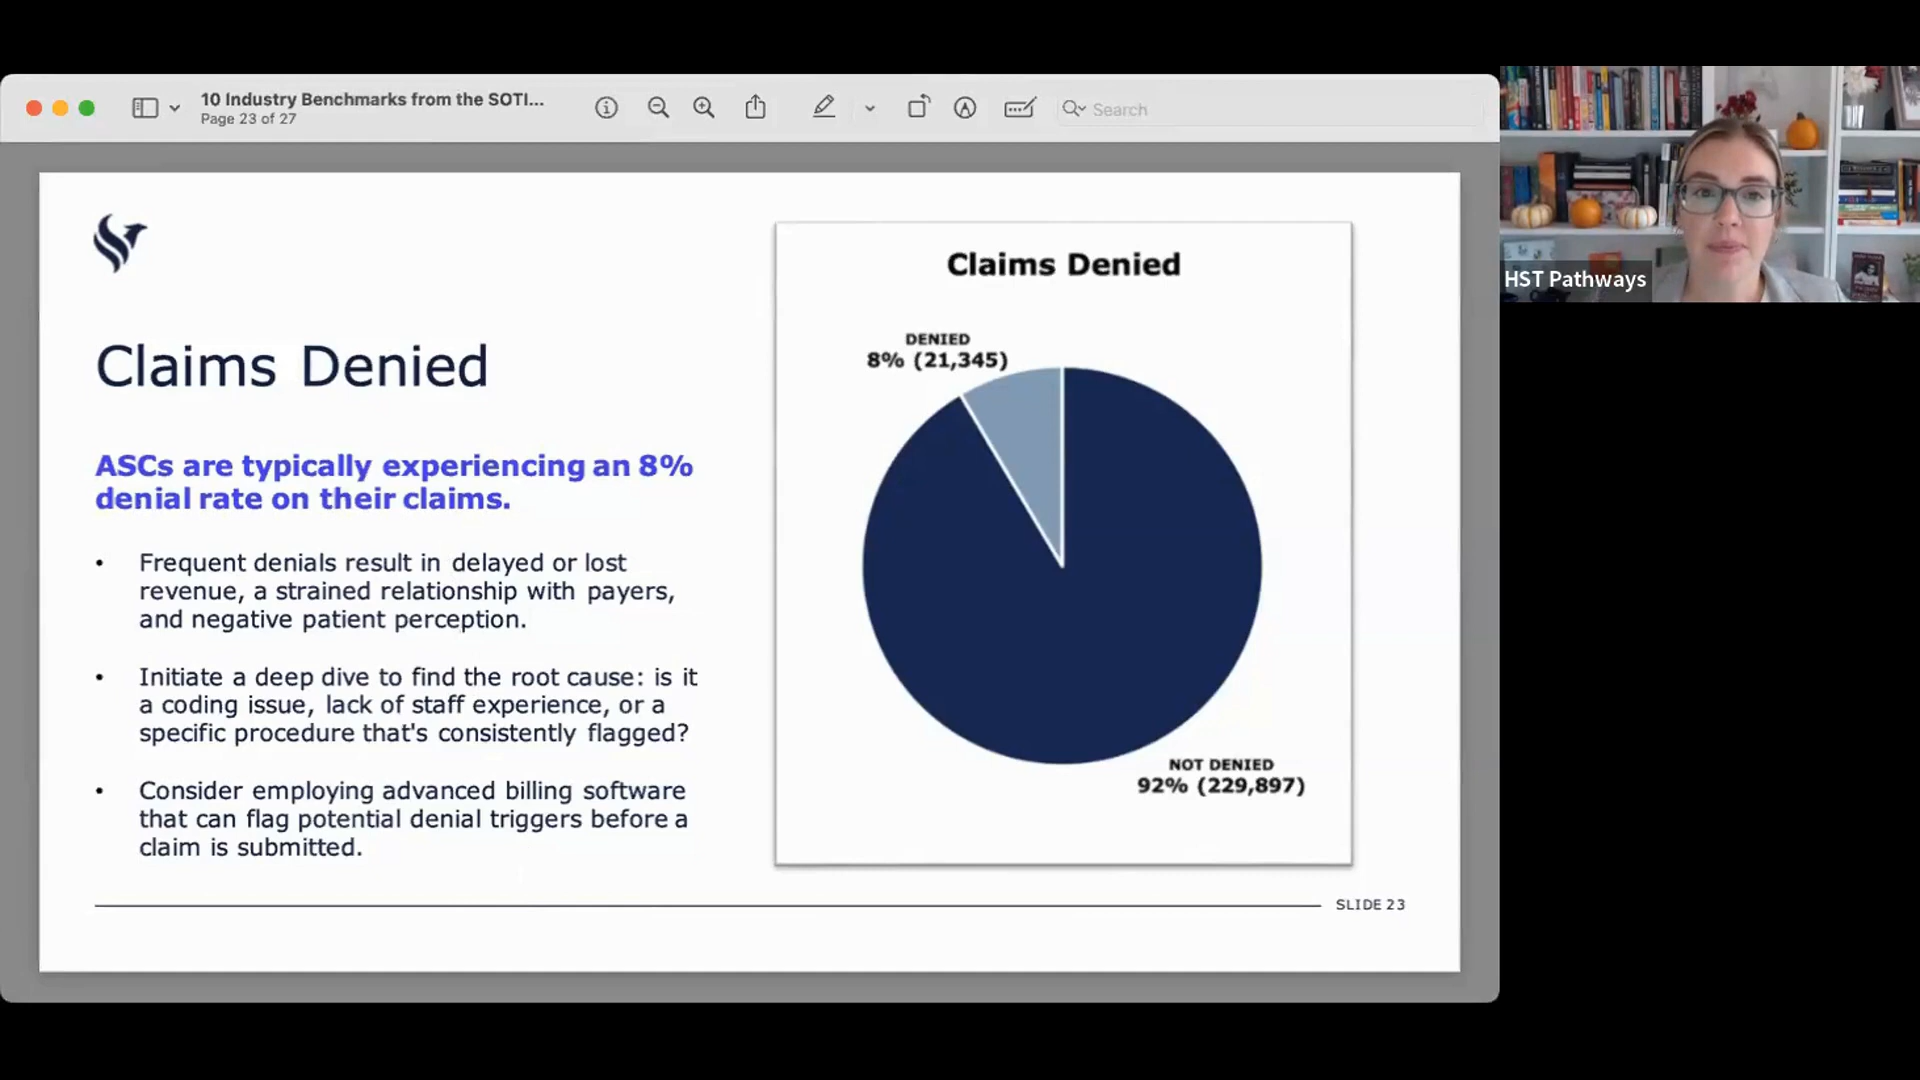 10 Industry Benchmarks from the SOTI...
Page 23 of 27
Search
HST Pathways
Claims Denied
ASCs are typically experiencing an 8%
denial rate on their claims.
• Frequent denials result in delayed or lost
revenue, a strained relationship with payers,
and negative patient perception.
• Initiate a deep dive to find the root cause: is it
a coding issue, lack of staff experience, or a
specific procedure that's consistently flagged?
• Consider employing advanced billing software
that can flag potential denial triggers before a
claim is submitted.
Claims Denied
DENIED
8% (21,345)
NOT DENIED
92% (229,897)
SLIDE 23